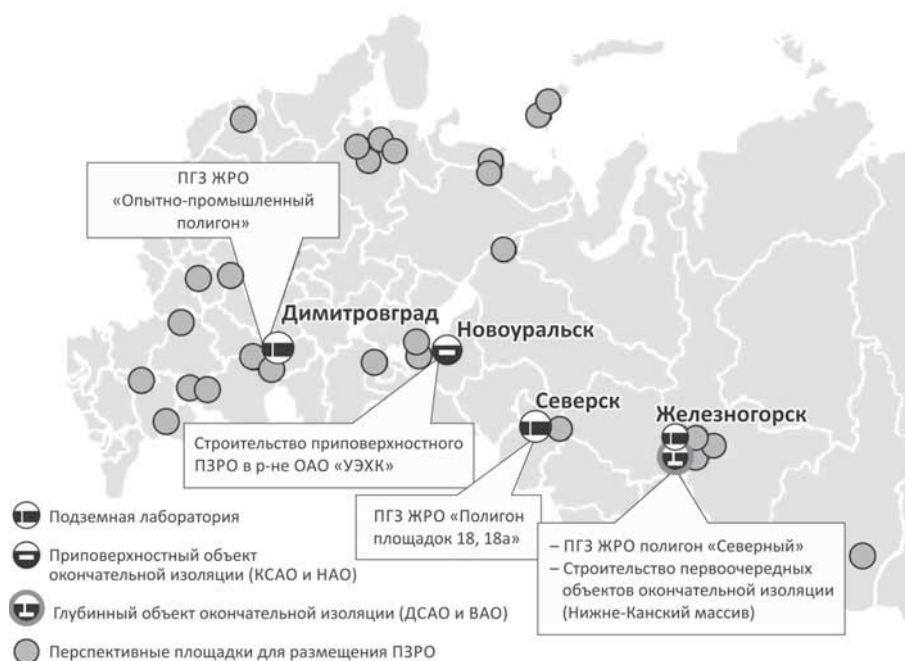 ПГЗ ЖРО
«Опытно-промышленный
полигон»
Димитровград
Новоуральск
Северск
Железногорск
Строительство приповерхностного
ПЗРО в р-не ОАО «УЭХК»
ПГЗ ЖРО «Полигон
площадок 18, 18а»
– ПГЗ ЖРО полигон «Северный»
– Строительство первоочередных
объектов окончательной изоляции
(Нижне-Канский массив)
Подземная лаборатория
Приповерхностный объект
окончательной изоляции (КСАО и НАО)
Глубинный объект окончательной изоляции (ДСАО и ВАО)
Перспективные площадки для размещения ПЗРО